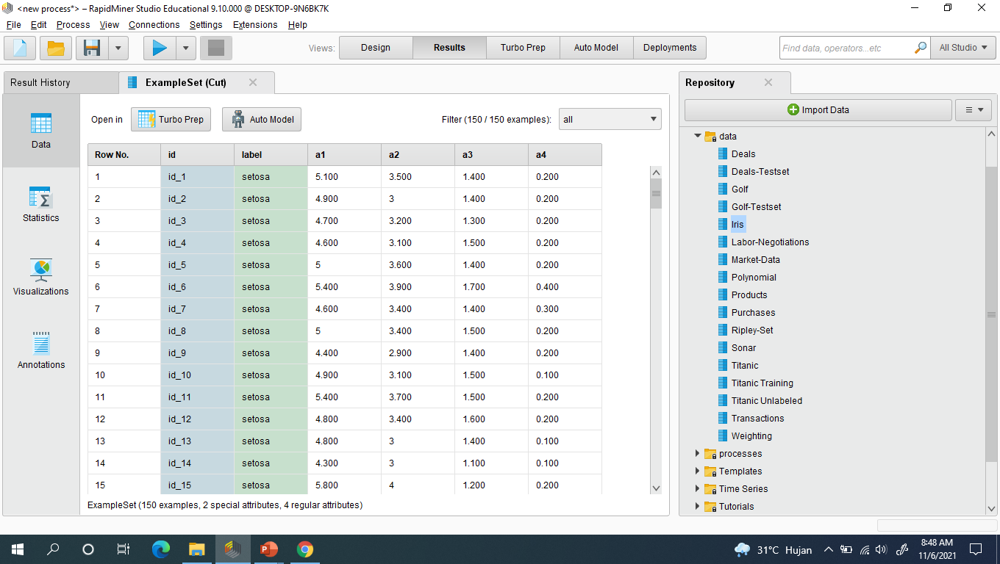 <new process*> – RapidMiner Studio Educational 9.10.000 @ DESKTOP-9N6BK7K
File Edit Process View Connections Settings Extensions Help
Views: Design Results Turbo Prep Auto Model Deployments Find data, operators...etc All Studio
Result History ExampleSet (Cut)
Data
Statistics
Visualizations
Annotations
Open in Turbo Prep Auto Model Filter (150 / 150 examples): all
Row No. id label a1 a2 a3 a4
1 id_1 setosa 5.100 3.500 1.400 0.200
2 id_2 setosa 4.900 3 1.400 0.200
3 id_3 setosa 4.700 3.200 1.300 0.200
4 id_4 setosa 4.600 3.100 1.500 0.200
5 id_5 setosa 5 3.600 1.400 0.200
6 id_6 setosa 5.400 3.900 1.700 0.400
7 id_7 setosa 4.600 3.400 1.400 0.300
8 id_8 setosa 5 3.400 1.500 0.200
9 id_9 setosa 4.400 2.900 1.400 0.200
10 id_10 setosa 4.900 3.100 1.500 0.100
11 id_11 setosa 5.400 3.700 1.500 0.200
12 id_12 setosa 4.800 3.400 1.600 0.200
13 id_13 setosa 4.800 3 1.400 0.100
14 id_14 setosa 4.300 3 1.100 0.100
15 id_15 setosa 5.800 4 1.200 0.200
ExampleSet (150 examples, 2 special attributes, 4 regular attributes)
Repository
Import Data
data
Deals
Deals-Testset
Golf
Golf-Testset
Iris
Labor-Negotiations
Market-Data
Polynomial
Products
Purchases
Ripley-Set
Sonar
Titanic
Titanic Training
Titanic Unlabeled
Transactions
Weighting
processes
Templates
Time Series
Tutorials
31°C Hujan
8:48 AM
11/6/2021